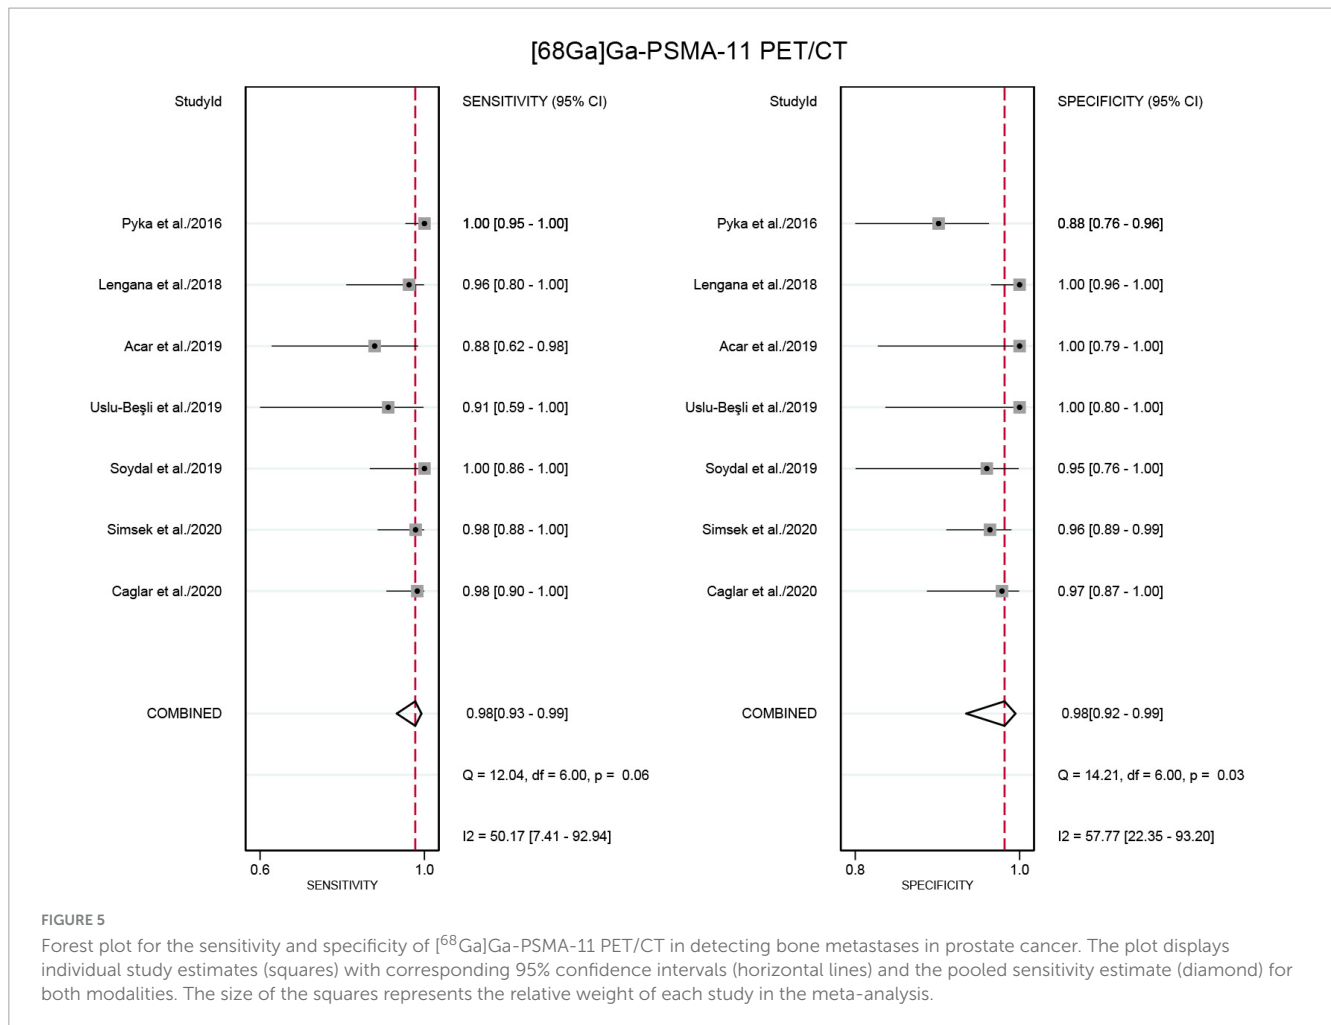 [68Ga]Ga-PSMA-11 PET/CT
StudyId SENSITIVITY (95% CI)
Pyka et al./2016 1.00 [0.95 - 1.00]
Lengana et al./2018 0.96 [0.80 - 1.00]
Acar et al./2019 0.88 [0.62 - 0.98]
Uslu-Beşli et al./2019 0.91 [0.59 - 1.00]
Soydal et al./2019 1.00 [0.86 - 1.00]
Simsek et al./2020 0.98 [0.88 - 1.00]
Caglar et al./2020 0.98 [0.90 - 1.00]
COMBINED 0.98[0.93 - 0.99]
Q = 12.04, df = 6.00, p = 0.06
I2 = 50.17 [7.41 - 92.94]
0.6 1.0
SENSITIVITY
StudyId SPECIFICITY (95% CI)
Pyka et al./2016 0.88 [0.76 - 0.96]
Lengana et al./2018 1.00 [0.96 - 1.00]
Acar et al./2019 1.00 [0.79 - 1.00]
Uslu-Beşli et al./2019 1.00 [0.80 - 1.00]
Soydal et al./2019 0.95 [0.76 - 1.00]
Simsek et al./2020 0.96 [0.89 - 0.99]
Caglar et al./2020 0.97 [0.87 - 1.00]
COMBINED 0.98[0.92 - 0.99]
Q = 14.21, df = 6.00, p = 0.03
I2 = 57.77 [22.35 - 93.20]
0.8 1.0
SPECIFICITY
FIGURE 5
Forest plot for the sensitivity and specificity of [⁶⁸Ga]Ga-PSMA-11 PET/CT in detecting bone metastases in prostate cancer. The plot displays
individual study estimates (squares) with corresponding 95% confidence intervals (horizontal lines) and the pooled sensitivity estimate (diamond) for
both modalities. The size of the squares represents the relative weight of each study in the meta-analysis.